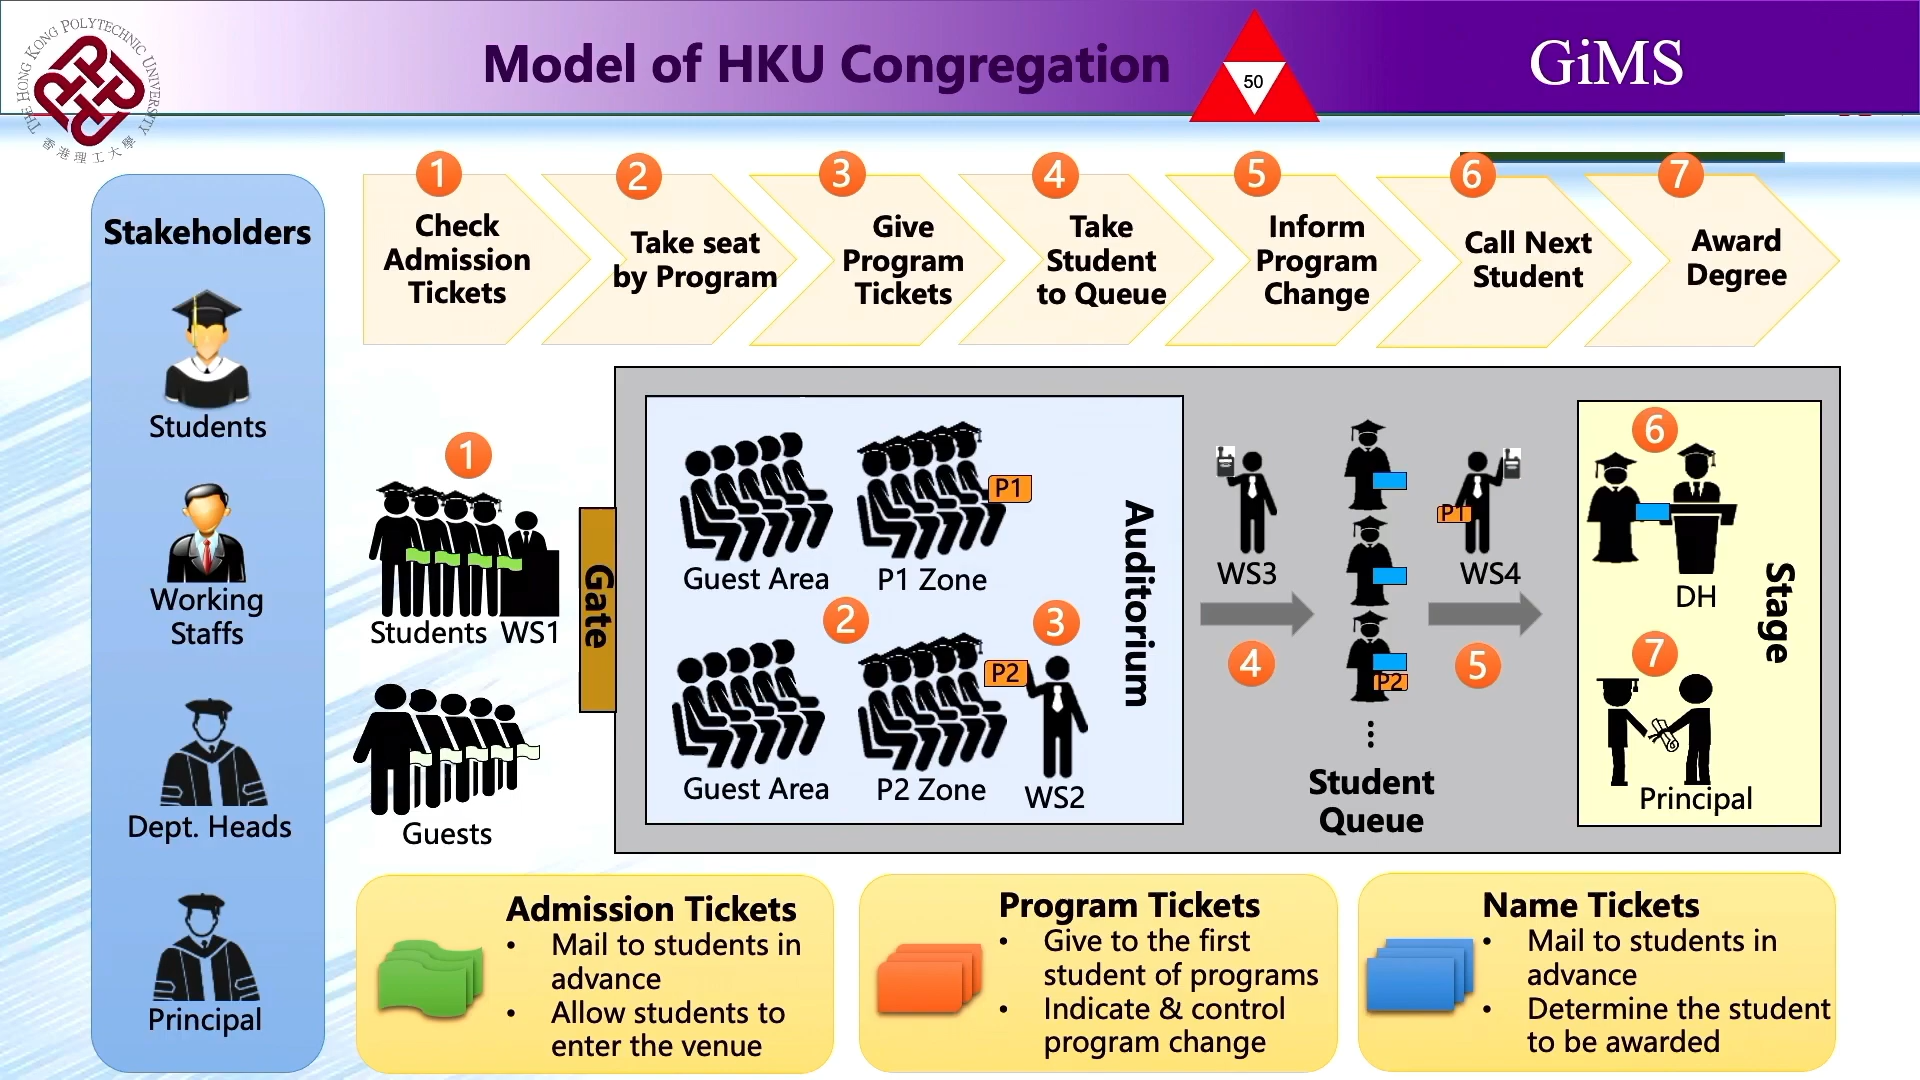 THE HONG KONG POLYTECHNIC UNIVERSITY
香港理工大學
Model of HKU Congregation
50
GiMS
Stakeholders
Students
Working
Staffs
Dept. Heads
Principal
1
Check
Admission
Tickets
2
Take seat
by Program
3
Give
Program
Tickets
4
Take
Student
to Queue
5
Inform
Program
Change
6
Call Next
Student
7
Award
Degree
1
Students WS1
Guests
Gate
Guest Area
P1
P1 Zone
2
Guest Area
P2
P2 Zone
3
WS2
Auditorium
WS3
4
P2
Student
Queue
P1
WS4
5
6
DH
7
Principal
Stage
Admission Tickets
• Mail to students in
advance
• Allow students to
enter the venue
Program Tickets
• Give to the first
student of programs
• Indicate & control
program change
Name Tickets
• Mail to students in
advance
• Determine the student
to be awarded